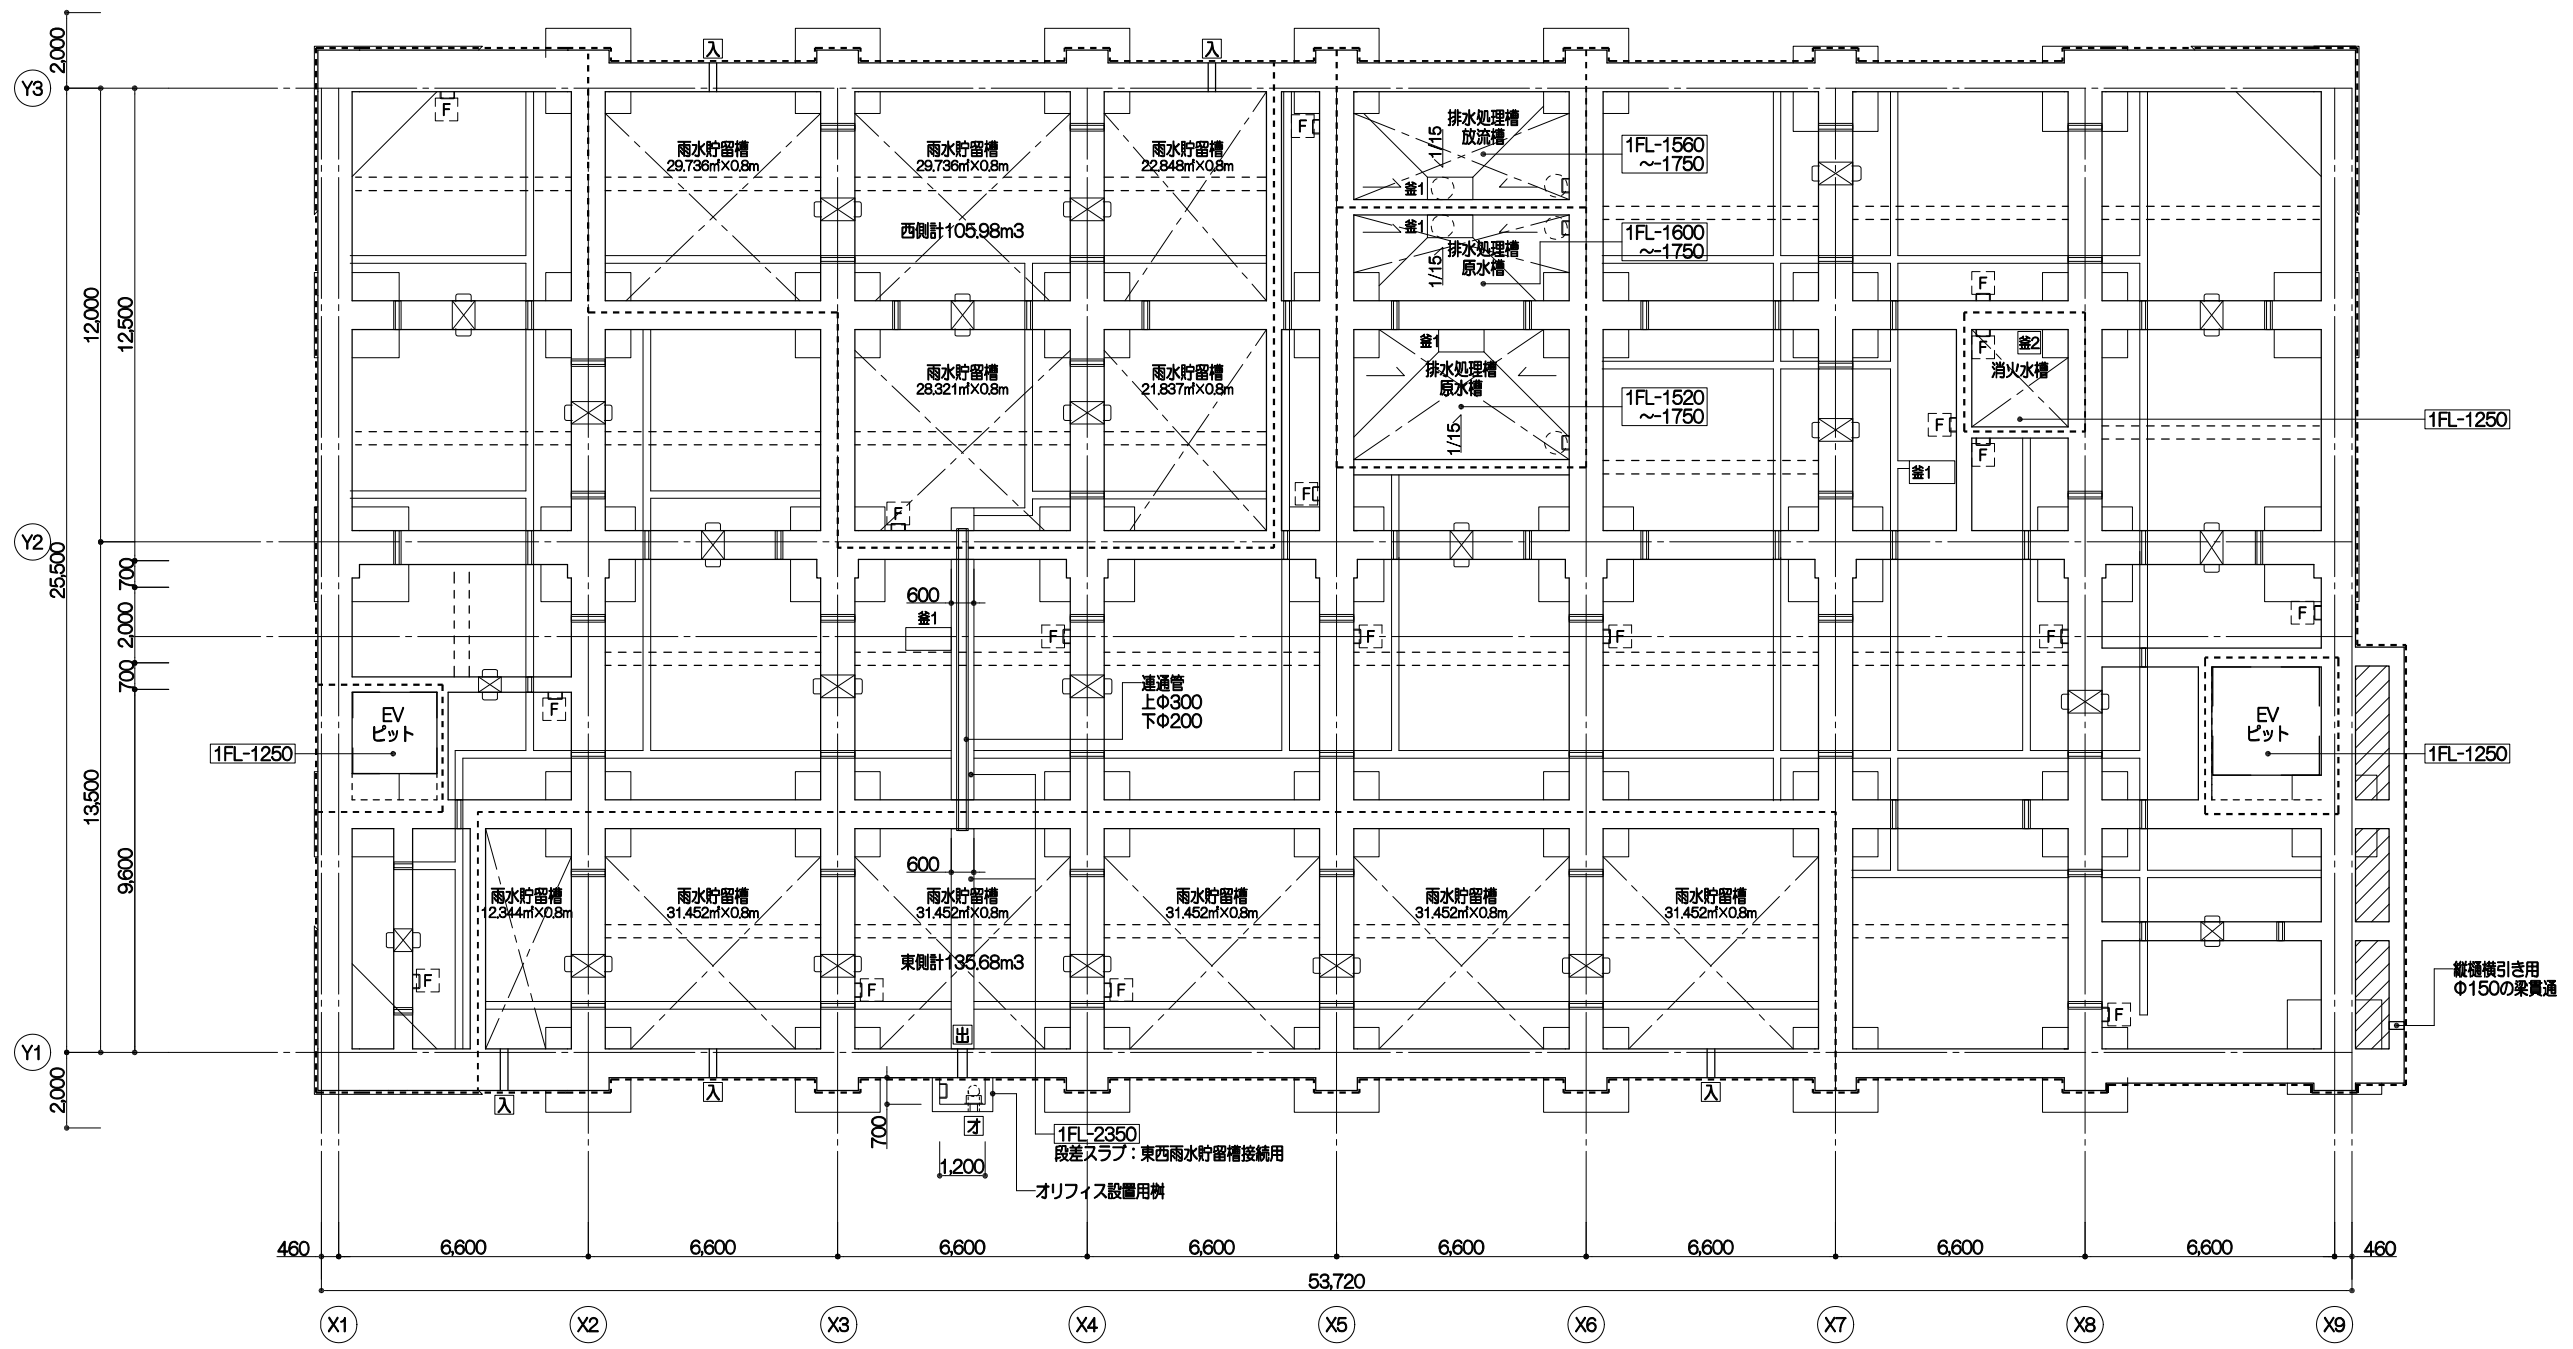 2,000
Y3
入
入
F
F
雨水貯留槽
29.736㎡×0.8m
雨水貯留槽
29.736㎡×0.8m
雨水貯留槽
22.848㎡×0.8m
排水処理槽
放流槽
1/15
釜1
1FL-1560
～-1750
西側計105.98m3
釜1
排水処理槽
原水槽
1/15
1FL-1600
～-1750
12,000
12,500
F
F
釜2
消火水槽
釜1
排水処理槽
原水槽
1/15
1FL-1520
～-1750
雨水貯留槽
28.321㎡×0.8m
雨水貯留槽
21.837㎡×0.8m
1FL-1250
F
F
釜1
F
F
Y2
25,500
700
2,000
700
600
釜1
F
F
F
F
F
連通管
上Φ300
下Φ200
F
EV
ピット
1FL-1250
EV
ピット
1FL-1250
13,500
9,600
600
雨水貯留槽
12.344㎡×0.8m
雨水貯留槽
31.452㎡×0.8m
雨水貯留槽
31.452㎡×0.8m
雨水貯留槽
31.452㎡×0.8m
雨水貯留槽
31.452㎡×0.8m
雨水貯留槽
31.452㎡×0.8m
東側計135.68m3
F
F
F
F
縦樋横引き用
Φ150の梁貫通
出
Y1
2,000
入
入
入
700
オ
1,200
1FL-2350
段差スラブ：東西雨水貯留槽接続用
オリフィス設置用桝
460
6,600
6,600
6,600
6,600
6,600
6,600
6,600
6,600
460
53,720
X1
X2
X3
X4
X5
X6
X7
X8
X9